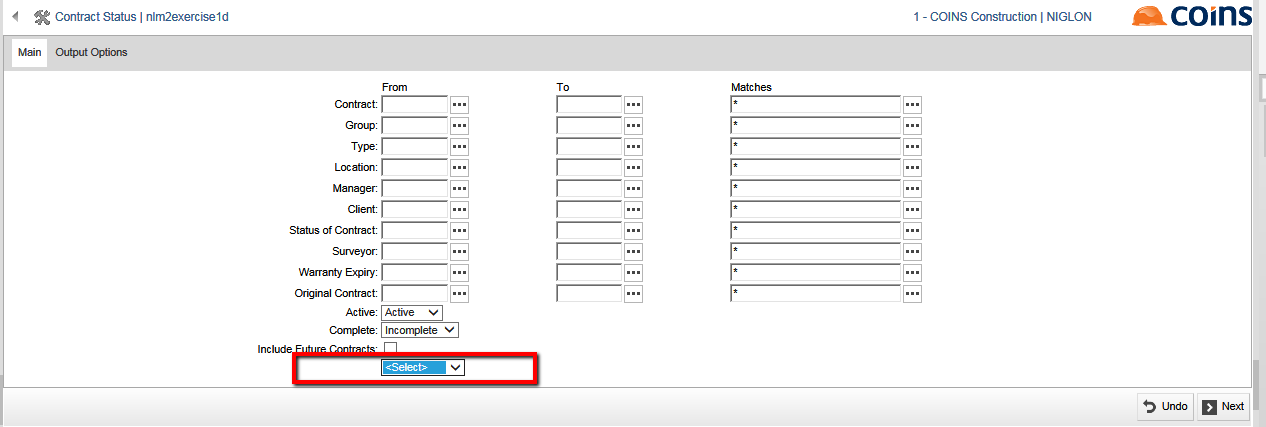 Contract Status | nlm2exercise1d
1 - COINS Construction | NIGLON
coins
Main Output Options
From To Matches
Contract: *
Group: *
Type: *
Location: *
Manager: *
Client: *
Status of Contract: *
Surveyor: *
Warranty Expiry: *
Original Contract: *
Active: Active
Complete: Incomplete
Include Future Contracts:
<Select>
Undo Next